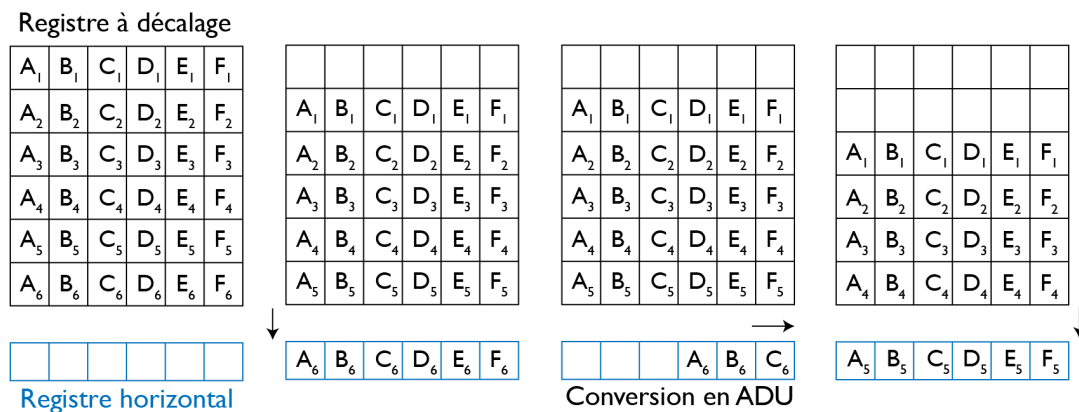 Registre à décalage
A₁ B₁ C₁ D₁ E₁ F₁
A₂ B₂ C₂ D₂ E₂ F₂
A₃ B₃ C₃ D₃ E₃ F₃
A₄ B₄ C₄ D₄ E₄ F₄
A₅ B₅ C₅ D₅ E₅ F₅
A₆ B₆ C₆ D₆ E₆ F₆
Registre horizontal
A₁ B₁ C₁ D₁ E₁ F₁
A₂ B₂ C₂ D₂ E₂ F₂
A₃ B₃ C₃ D₃ E₃ F₃
A₄ B₄ C₄ D₄ E₄ F₄
A₅ B₅ C₅ D₅ E₅ F₅
A₆ B₆ C₆ D₆ E₆ F₆
A₁ B₁ C₁ D₁ E₁ F₁
A₂ B₂ C₂ D₂ E₂ F₂
A₃ B₃ C₃ D₃ E₃ F₃
A₄ B₄ C₄ D₄ E₄ F₄
A₅ B₅ C₅ D₅ E₅ F₅
A₆ B₆ C₆
Conversion en ADU
A₁ B₁ C₁ D₁ E₁ F₁
A₂ B₂ C₂ D₂ E₂ F₂
A₃ B₃ C₃ D₃ E₃ F₃
A₄ B₄ C₄ D₄ E₄ F₄
A₅ B₅ C₅ D₅ E₅ F₅